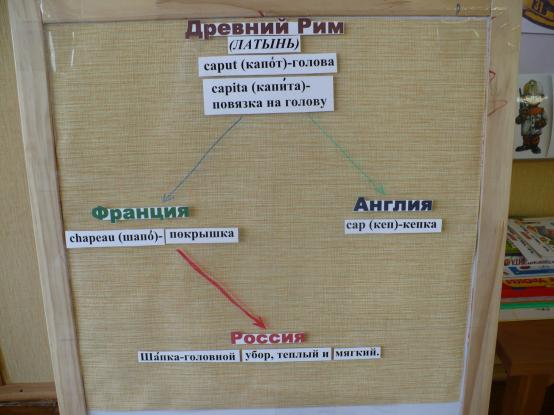 Древний Рим
(ЛАТЫНЬ)
caput (капо́т)-голова
capita (капи́та)-
повязка на голову
Франция
Англия
chapeau (шапо́)- покрышка
cap (кеп)-кепка
Россия
Ша́пка-головной убор, теплый и мягкий.